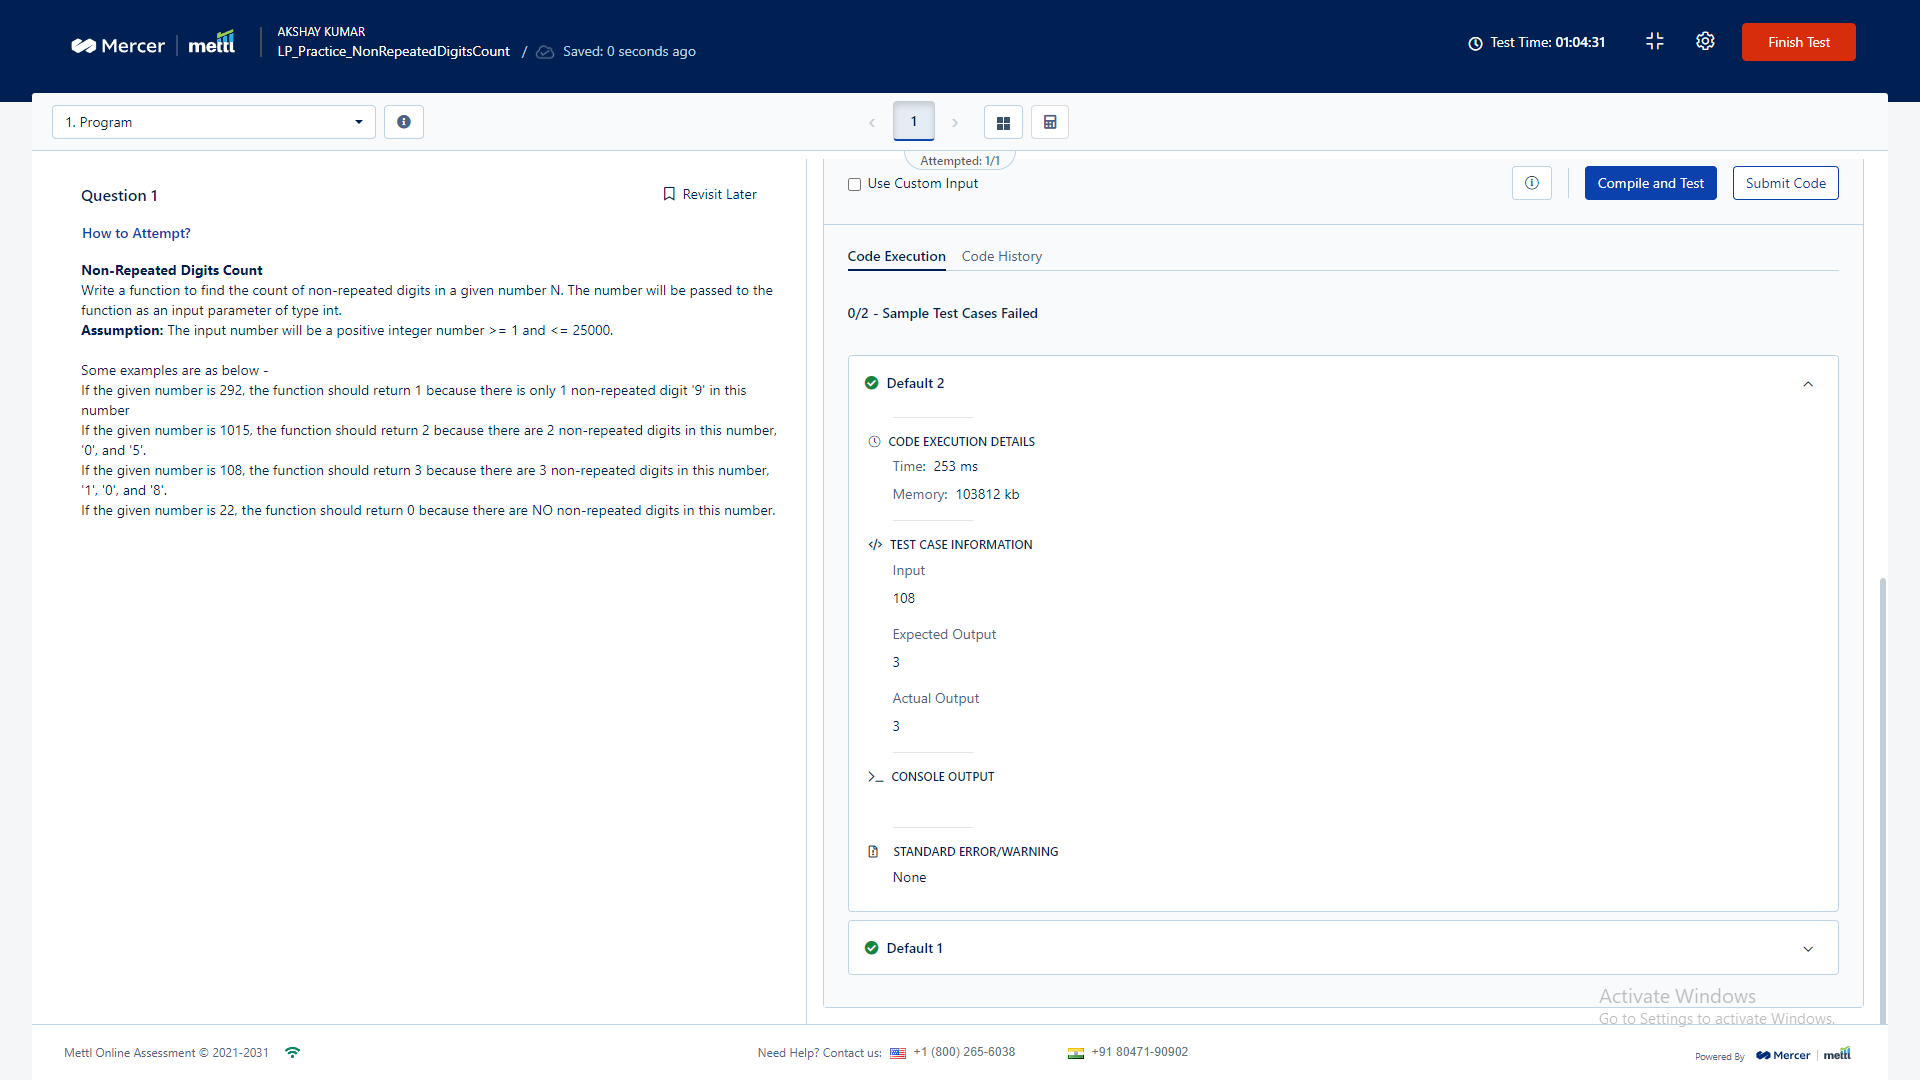 Mercer
mettl
AKSHAY KUMAR
LP_Practice_NonRepeatedDigitsCount / Saved: 0 seconds ago
Test Time: 01:04:31
Finish Test
1. Program
1
Attempted: 1/1
Question 1
Revisit Later
How to Attempt?
Non-Repeated Digits Count
Write a function to find the count of non-repeated digits in a given number N. The number will be passed to the
function as an input parameter of type int.
Assumption: The input number will be a positive integer number >= 1 and <= 25000.
Some examples are as below -
If the given number is 292, the function should return 1 because there is only 1 non-repeated digit '9' in this
number
If the given number is 1015, the function should return 2 because there are 2 non-repeated digits in this number,
'0', and '5'.
If the given number is 108, the function should return 3 because there are 3 non-repeated digits in this number,
'1', '0', and '8'.
If the given number is 22, the function should return 0 because there are NO non-repeated digits in this number.
Use Custom Input
Compile and Test
Submit Code
Code Execution
Code History
0/2 - Sample Test Cases Failed
Default 2
CODE EXECUTION DETAILS
Time: 253 ms
Memory: 103812 kb
</> TEST CASE INFORMATION
Input
108
Expected Output
3
Actual Output
3
>_ CONSOLE OUTPUT
STANDARD ERROR/WARNING
None
Default 1
Activate Windows
Go to Settings to activate Windows.
Mettl Online Assessment © 2021-2031
Need Help? Contact us: +1 (800) 265-6038
+91 80471-90902
Powered By Mercer mettl